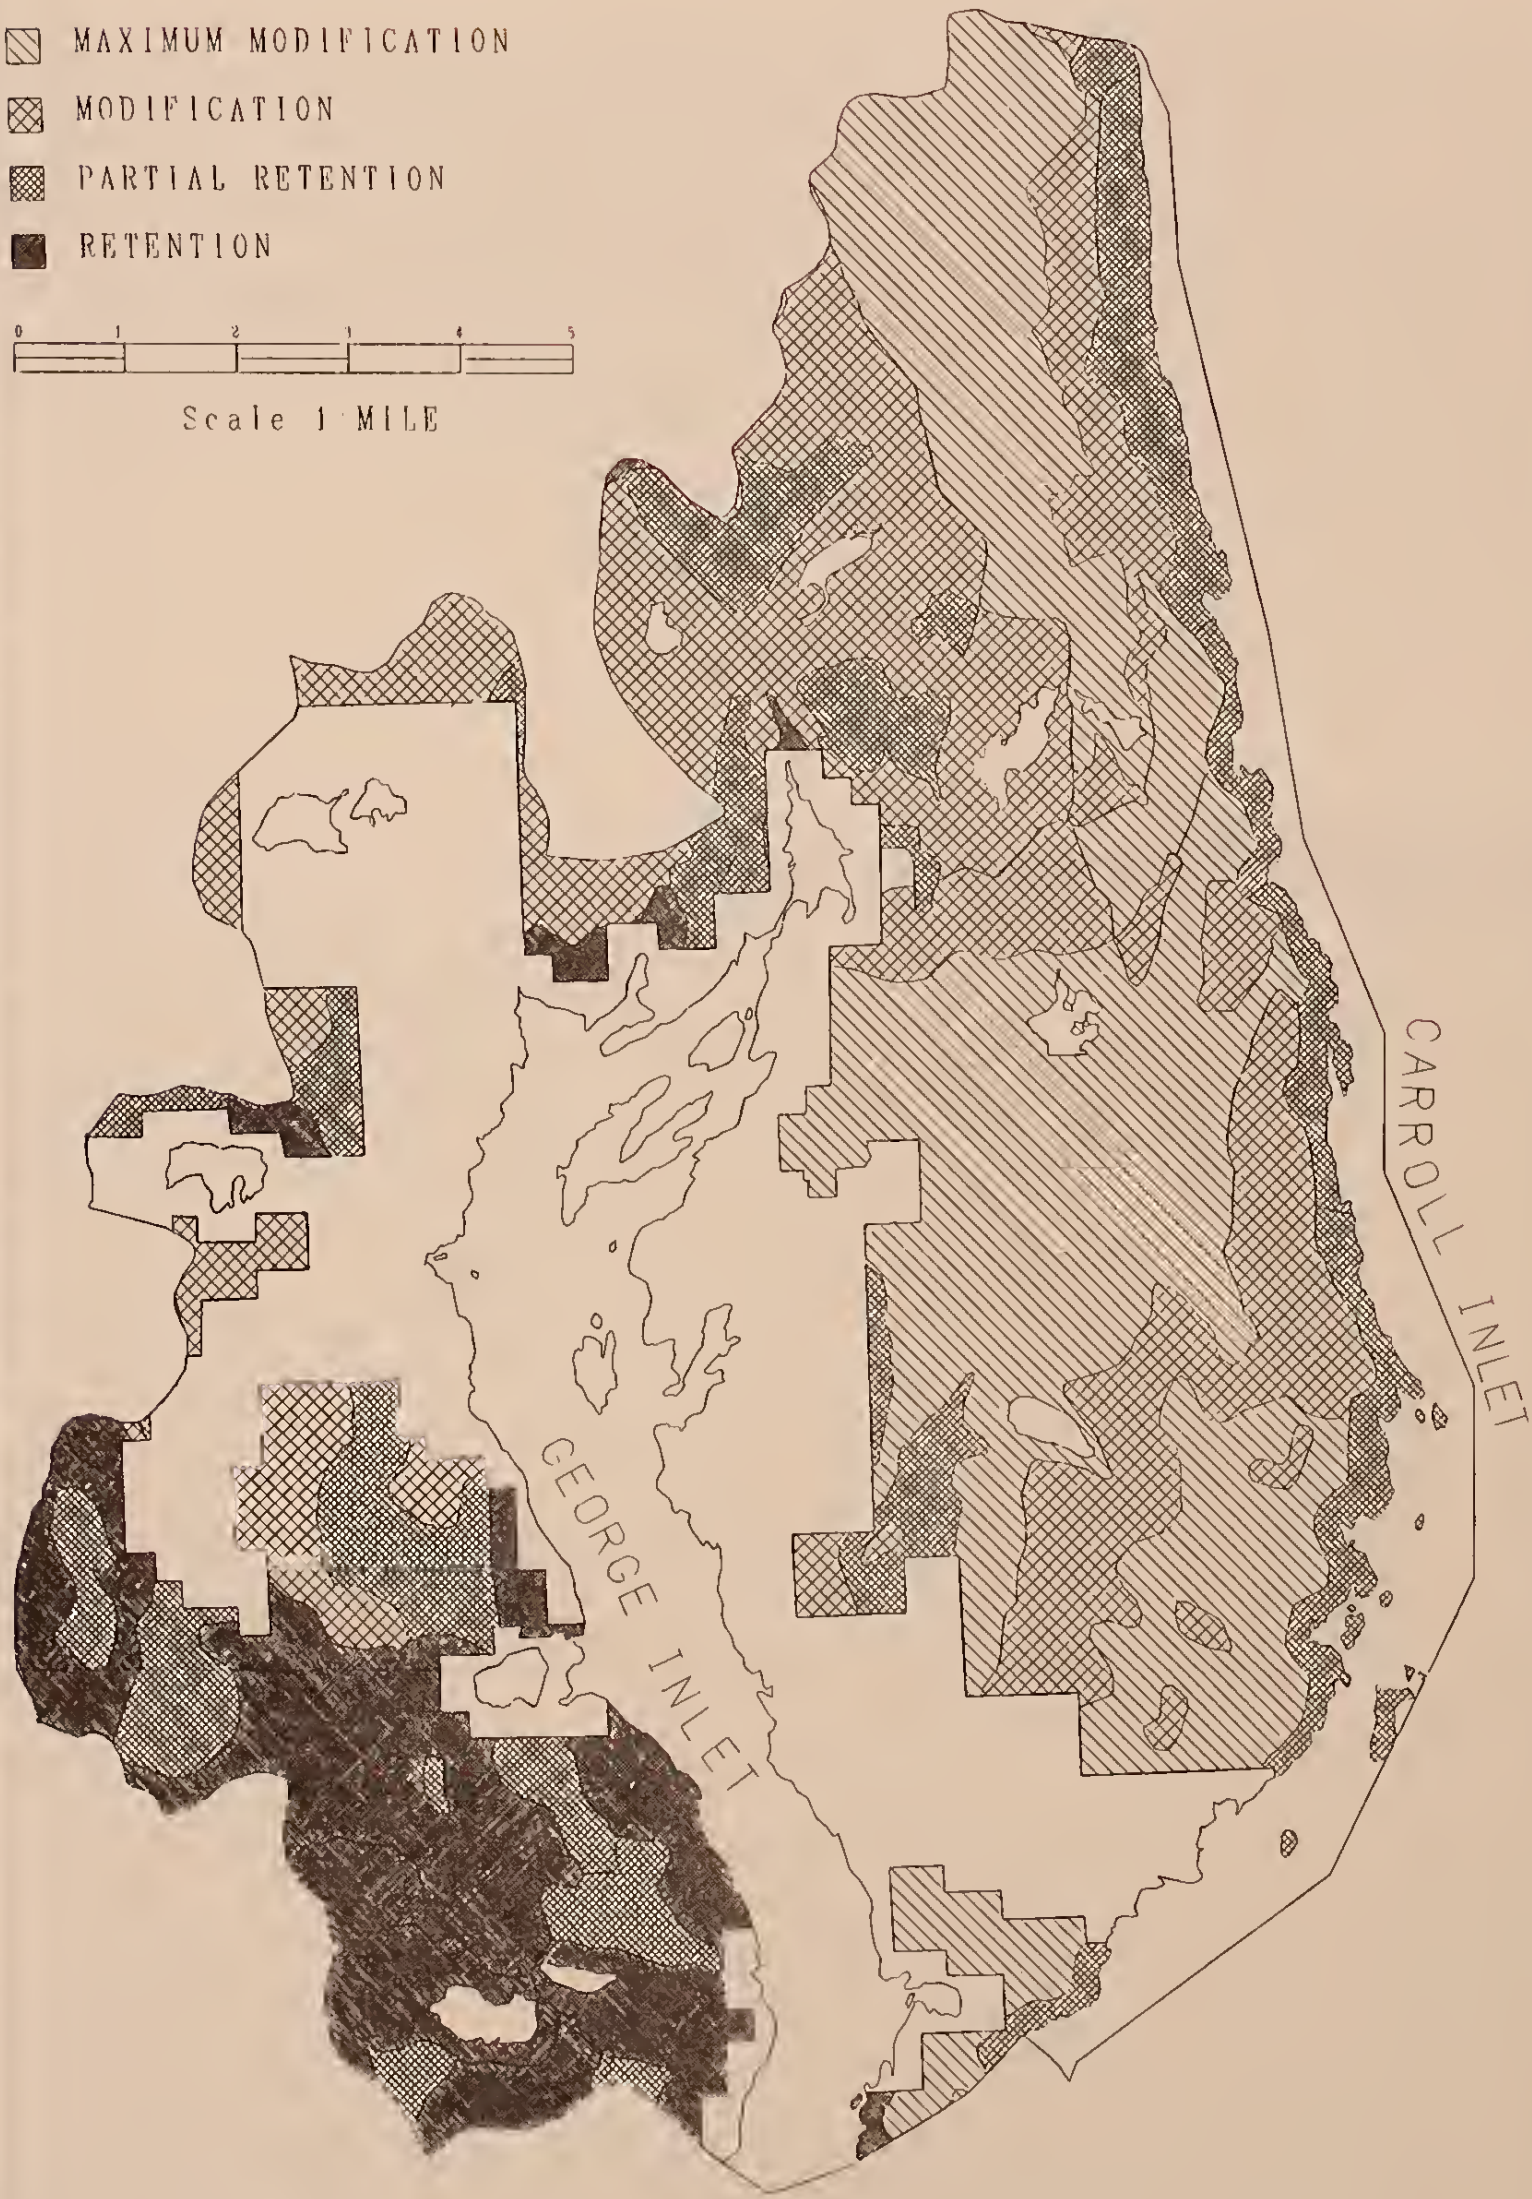 MAXIMUM MODIFICATION
MODIFICATION
PARTIAL RETENTION
RETENTION
0 1 2 3 4 5
Scale 1 MILE
CARROLL INLET
GEORGE INLET